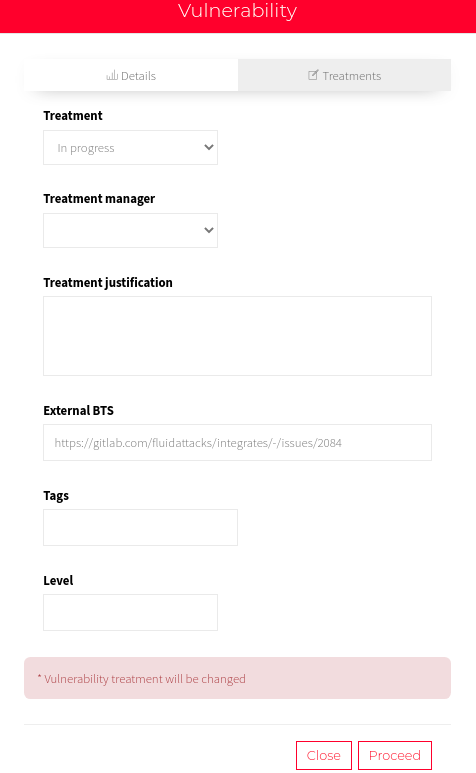 Vulnerability
Details
Treatments
Treatment
In progress
Treatment manager
Treatment justification
External BTS
https://gitlab.com/fluidattacks/integrates/-/issues/2084
Tags
Level
* Vulnerability treatment will be changed
Close
Proceed